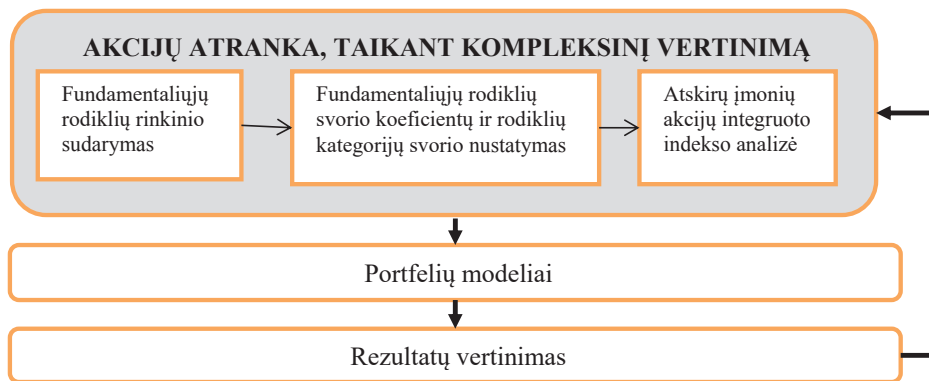 AKCIJŲ ATRANKA, TAIKANT KOMPLEKSINĮ VERTINIMĄ
Fundamentaliųjų
rodiklių rinkinio
sudarymas
Fundamentaliųjų rodiklių
svorio koeficientų ir rodiklių
kategorijų svorio nustatymas
Atskirų įmonių
akcijų integruoto
indekso analizė
Portfelių modeliai
Rezultatų vertinimas